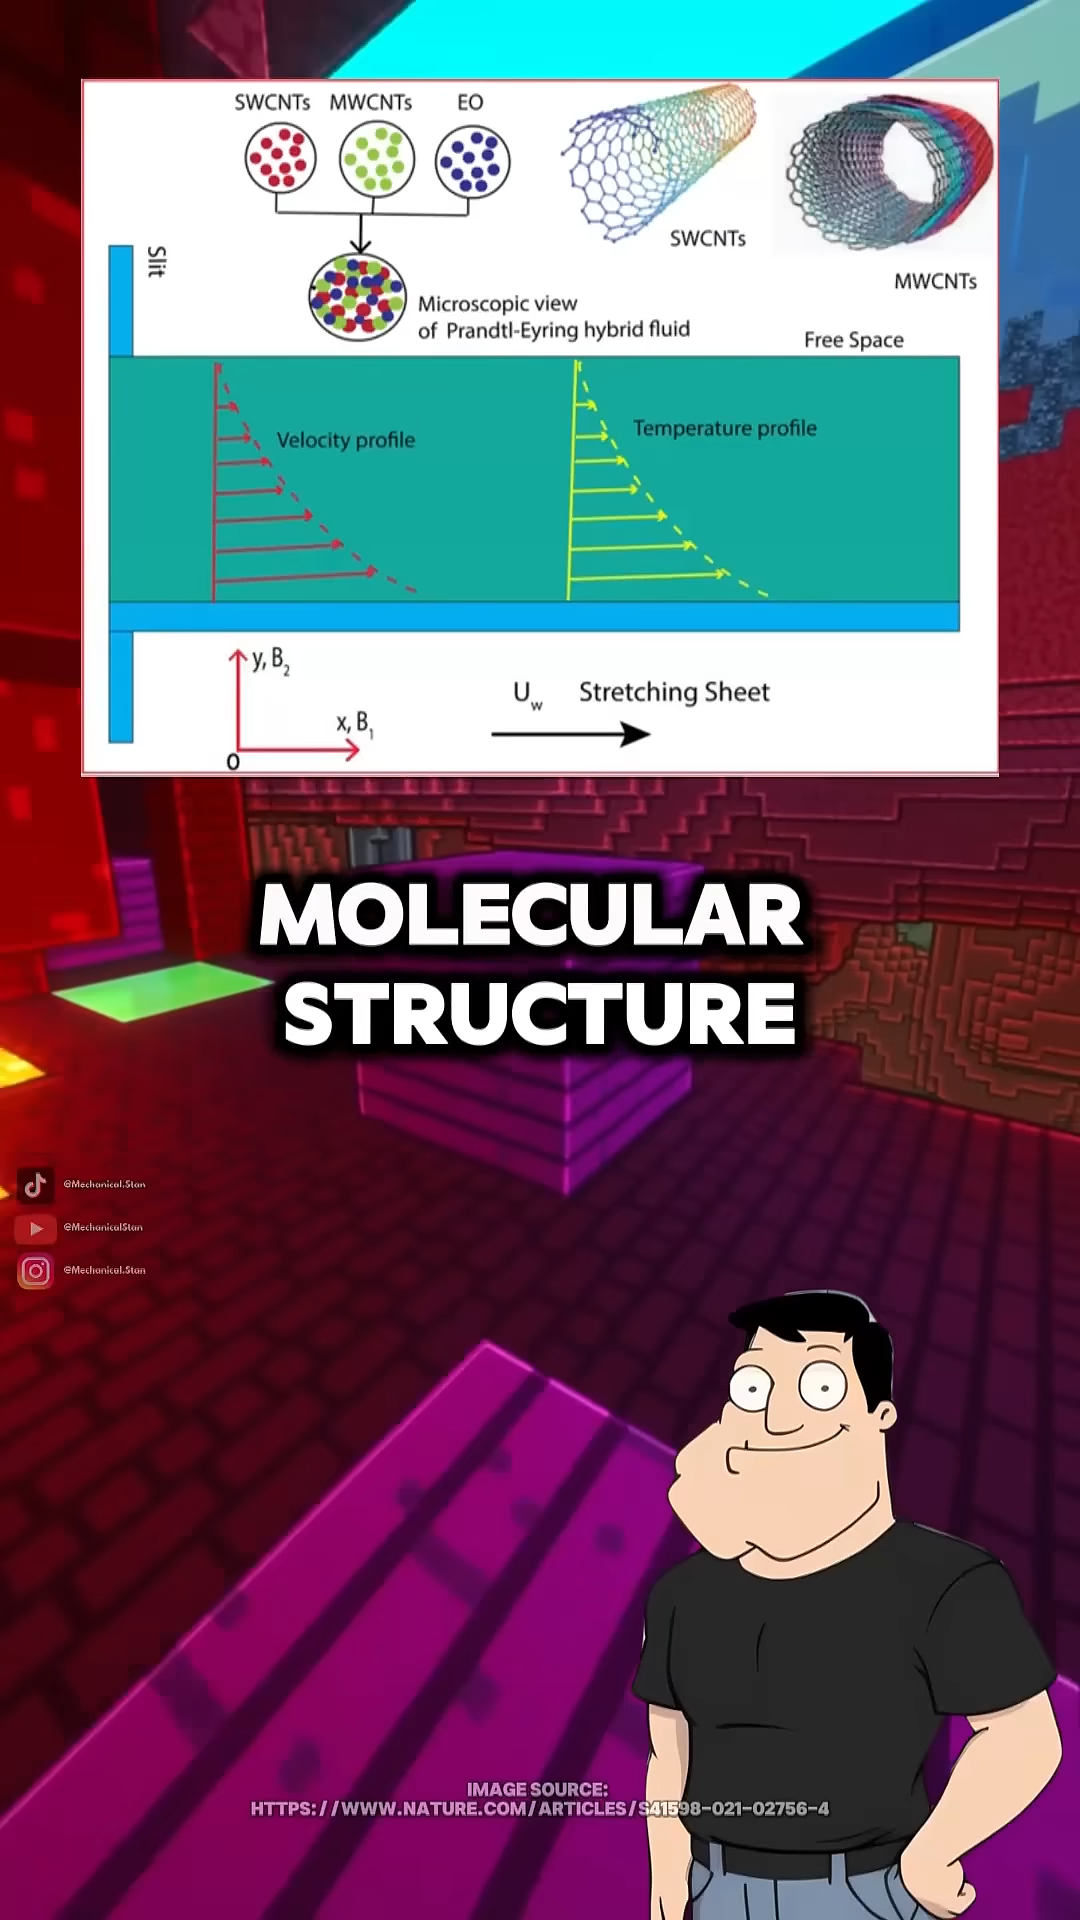 SWCNTs MWCNTs EO
Slit
SWCNTs
MWCNTs
Microscopic view
of Prandtl-Eyring hybrid fluid
Free Space
Velocity profile
Temperature profile
y, B2
x, B1
O
Uw Stretching Sheet
MOLECULAR
STRUCTURE
@Mechanical.Stan
@MechanicalStan
@Mechanical.Stan
IMAGE SOURCE:
HTTPS://WWW.NATURE.COM/ARTICLES/S41598-021-02756-4